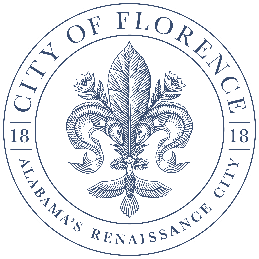 CITY OF FLORENCE
18 18
ALABAMA'S RENAISSANCE CITY